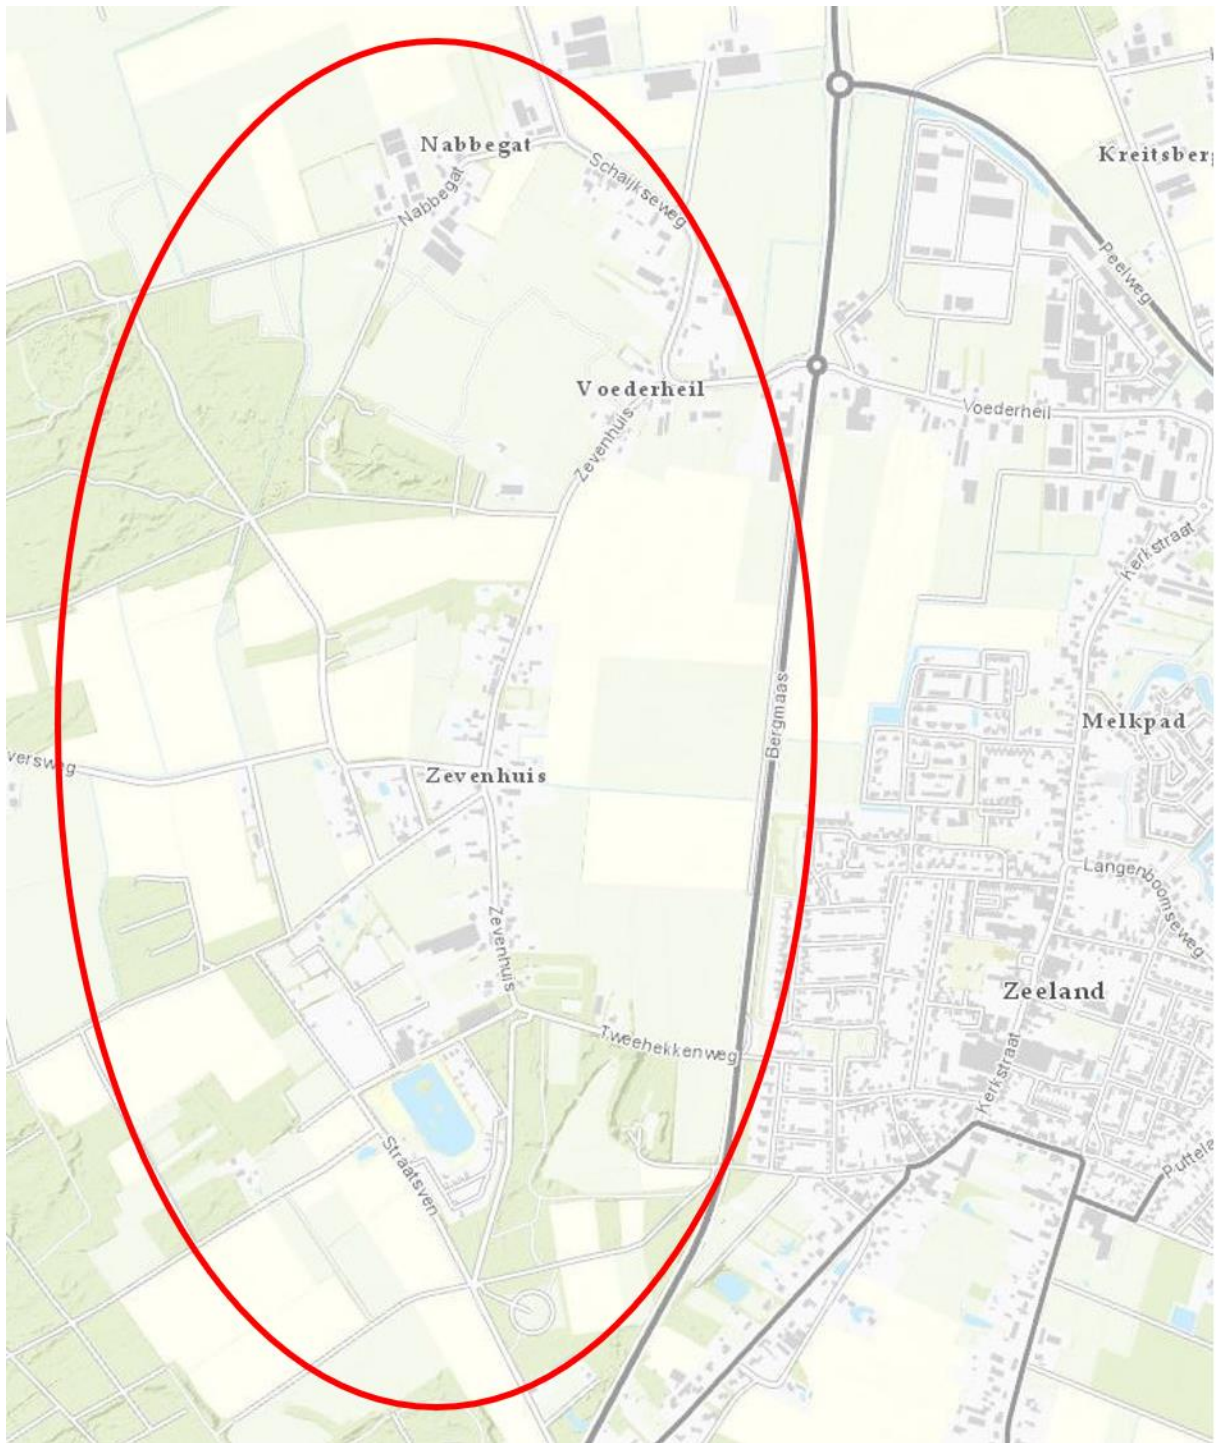 Nabbegat
Kreitsberg
Schaijkseweg
Nabbegat
Peelweg
Voederheil
Voederheil
Zevenhuis
Kerkstraat
Bergmaas
Melkpad
versweg
Zevenhuis
Langenboomseweg
Zevenhuis
Zeeland
Tweehekkenweg
Kerkstraat
Straatsven
Puttela